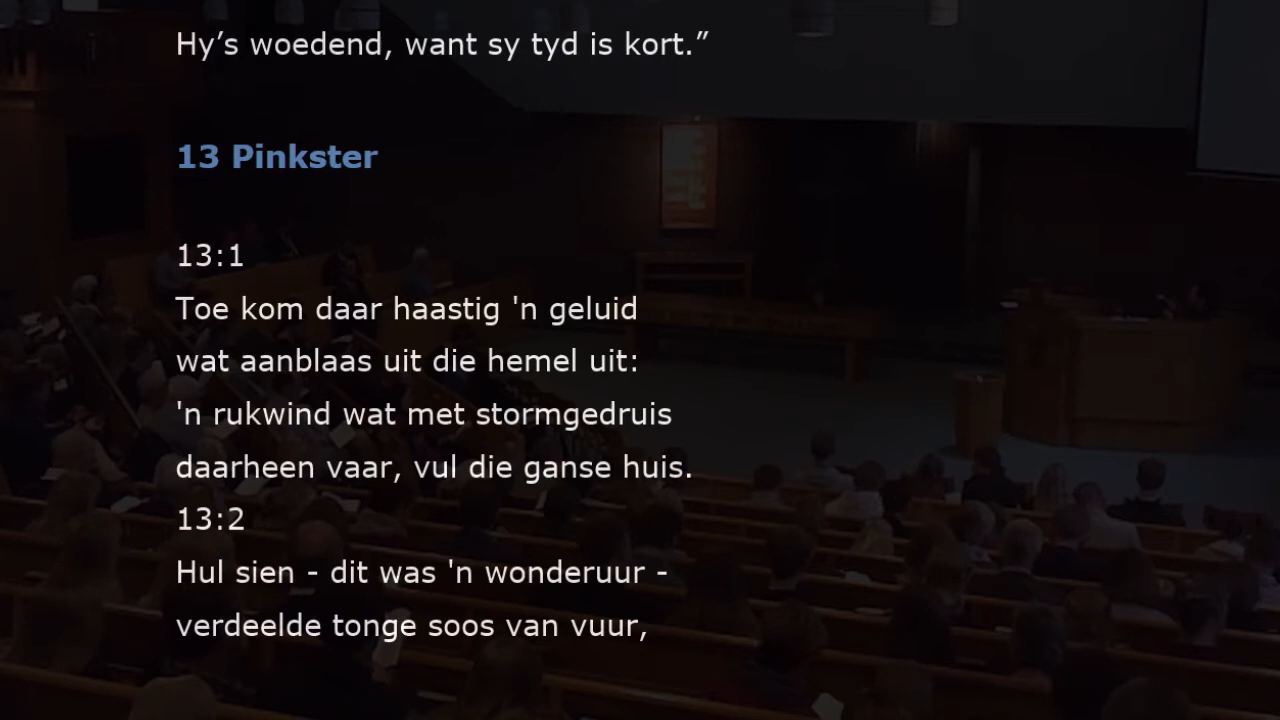 Hy’s woedend, want sy tyd is kort.”
13 Pinkster
13:1
Toe kom daar haastig 'n geluid
wat aanblaas uit die hemel uit:
'n rukwind wat met stormgedruis
daarheen vaar, vul die ganse huis.
13:2
Hul sien - dit was 'n wonderuur -
verdeelde tonge soos van vuur,